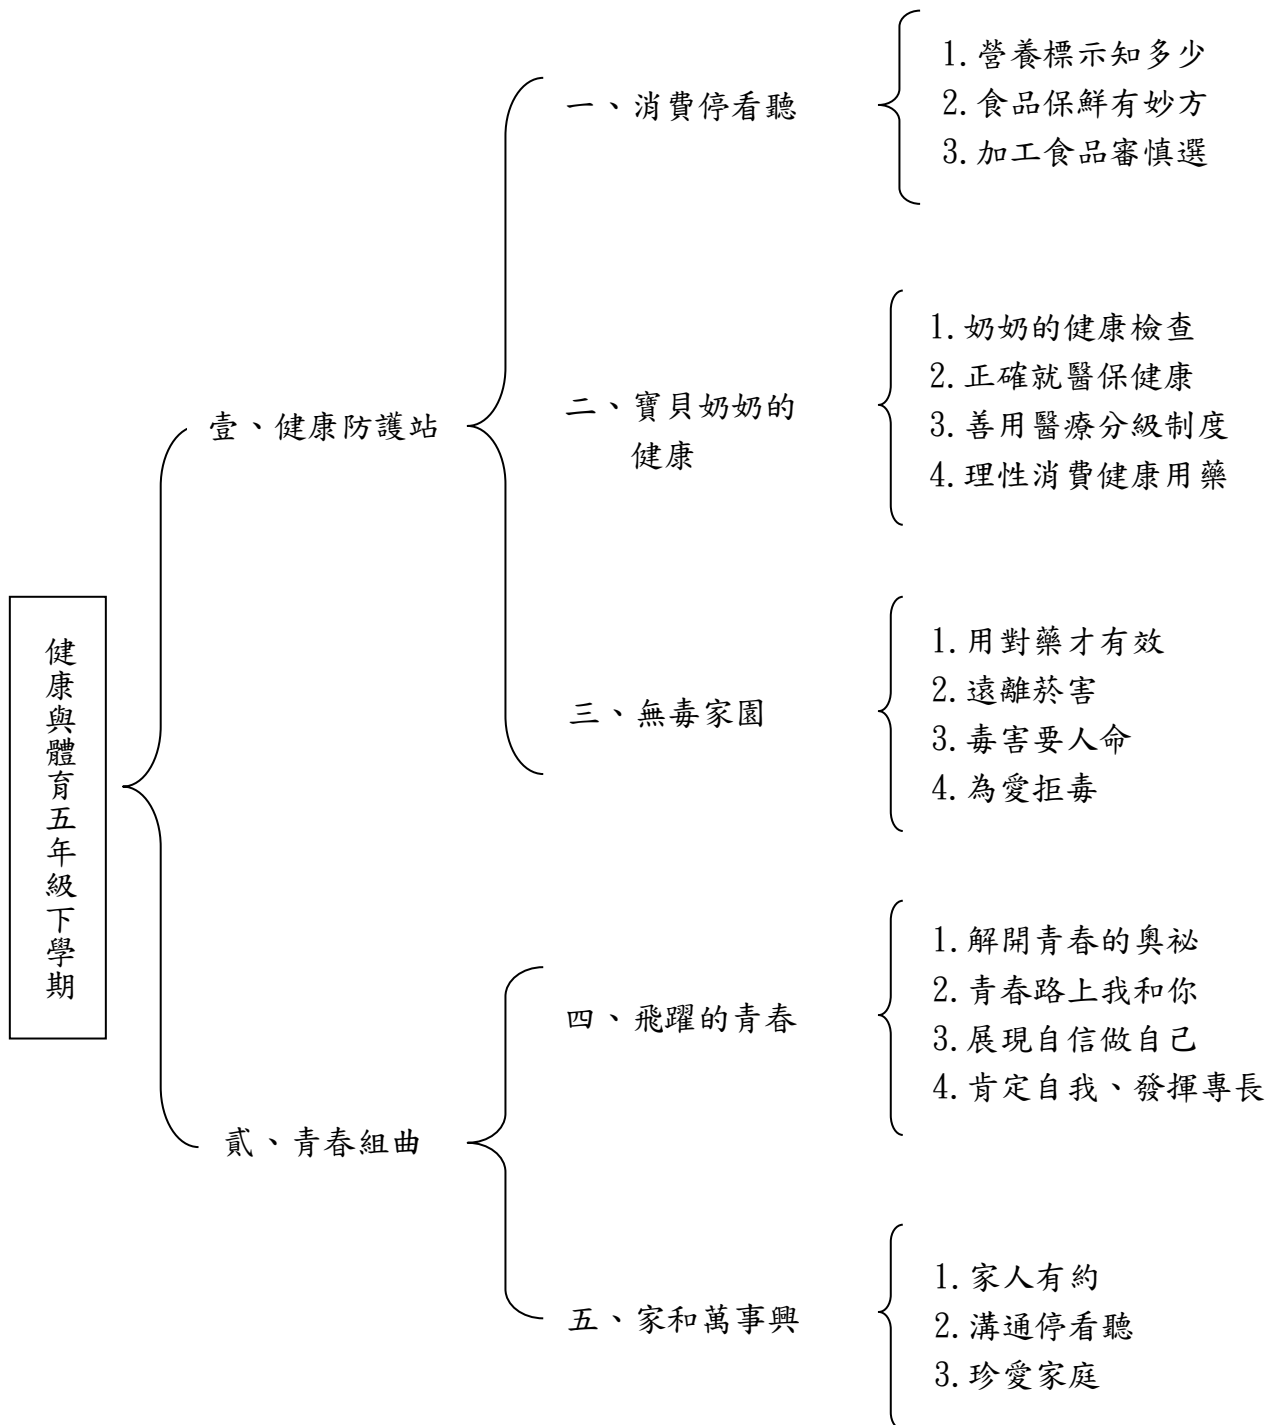 健康與體育五年級下學期
壹、健康防護站
一、消費停看聽
1.營養標示知多少
2.食品保鮮有妙方
3.加工食品審慎選
二、寶貝奶奶的
健康
1.奶奶的健康檢查
2.正確就醫保健康
3.善用醫療分級制度
4.理性消費健康用藥
三、無毒家園
1.用對藥才有效
2.遠離菸害
3.毒害要人命
4.為愛拒毒
貳、青春組曲
四、飛躍的青春
1.解開青春的奧祕
2.青春路上我和你
3.展現自信做自己
4.肯定自我、發揮專長
五、家和萬事興
1.家人有約
2.溝通停看聽
3.珍愛家庭